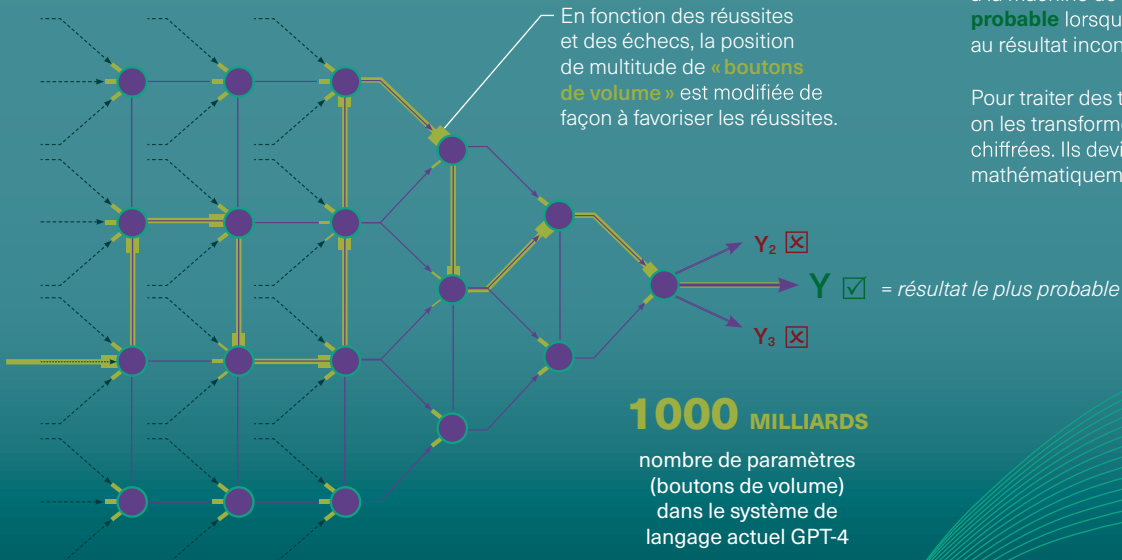 En fonction des réussites
et des échecs, la position
de multitude de «boutons
de volume» est modifiée de
façon à favoriser les réussites.
probable lorsqu
au résultat incon
Pour traiter des t
on les transforme
chiffrées. Ils devi
mathématiquem
Y₂
Y = résultat le plus probable
Y₃
1000 MILLIARDS
nombre de paramètres
(boutons de volume)
dans le système de
langage actuel GPT-4